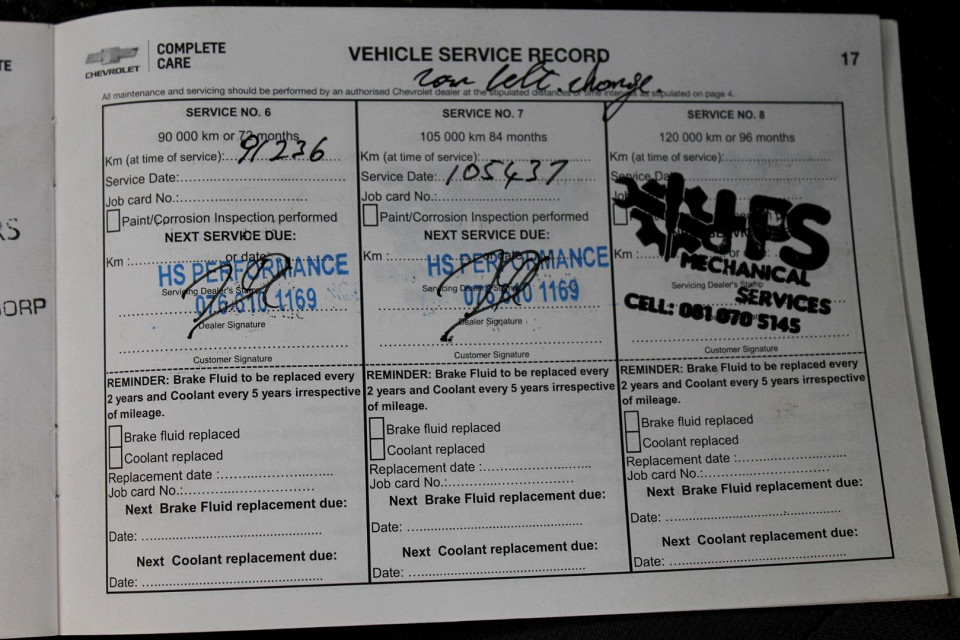 TE
RS
ORP
CHEVROLET
COMPLETE
CARE
VEHICLE SERVICE RECORD
17
belt change.
All maintenance and servicing should be performed by an authorised Chevrolet dealer at the stipulated distances or time intervals as stipulated on page 4.
SERVICE NO. 6
90 000 km or 72 months
Km (at time of service): 91236
Service Date:
Job card No.:
Paint/Corrosion Inspection performed
NEXT SERVICE DUE:
Km : or date
HS PERFORMANCE
Servicing Dealer's Stamp
076 610 1169
Dealer Signature
Customer Signature
REMINDER: Brake Fluid to be replaced every
2 years and Coolant every 5 years irrespective
of mileage.
Brake fluid replaced
Coolant replaced
Replacement date :
Job card No.:
Next Brake Fluid replacement due:
Date:
Next Coolant replacement due:
Date:
SERVICE NO. 7
105 000 km 84 months
Km (at time of service):
Service Date: 105437
Job card No.:
Paint/Corrosion Inspection performed
NEXT SERVICE DUE:
Km : or date
HS PERFORMANCE
Servicing Dealer's Stamp
076 610 1169
Dealer Signature
Customer Signature
REMINDER: Brake Fluid to be replaced every
2 years and Coolant every 5 years irrespective
of mileage.
Brake fluid replaced
Coolant replaced
Replacement date :
Job card No.:
Next Brake Fluid replacement due:
Date:
Next Coolant replacement due:
Date:
SERVICE NO. 8
120 000 km or 96 months
Km (at time of service):
Service Da
Km : or
PS
MECHANICAL
Servicing Dealer's Stamp
SERVICES
CELL: 081 070 5145
Customer Signature
REMINDER: Brake Fluid to be replaced every
2 years and Coolant every 5 years irrespective
of mileage.
Brake fluid replaced
Coolant replaced
Replacement date :
Job card No.:
Next Brake Fluid replacement due:
Date:
Next Coolant replacement due:
Date: